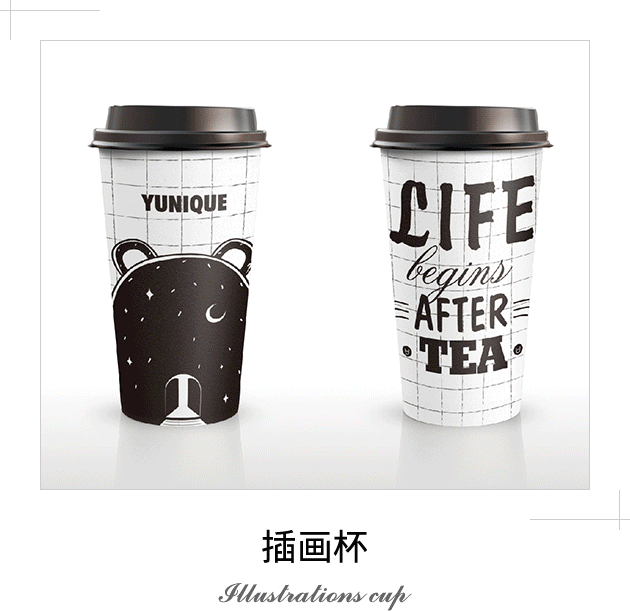 YUNIQUE
LIFE
begins
AFTER
TEA
插画杯
Illustrations cup